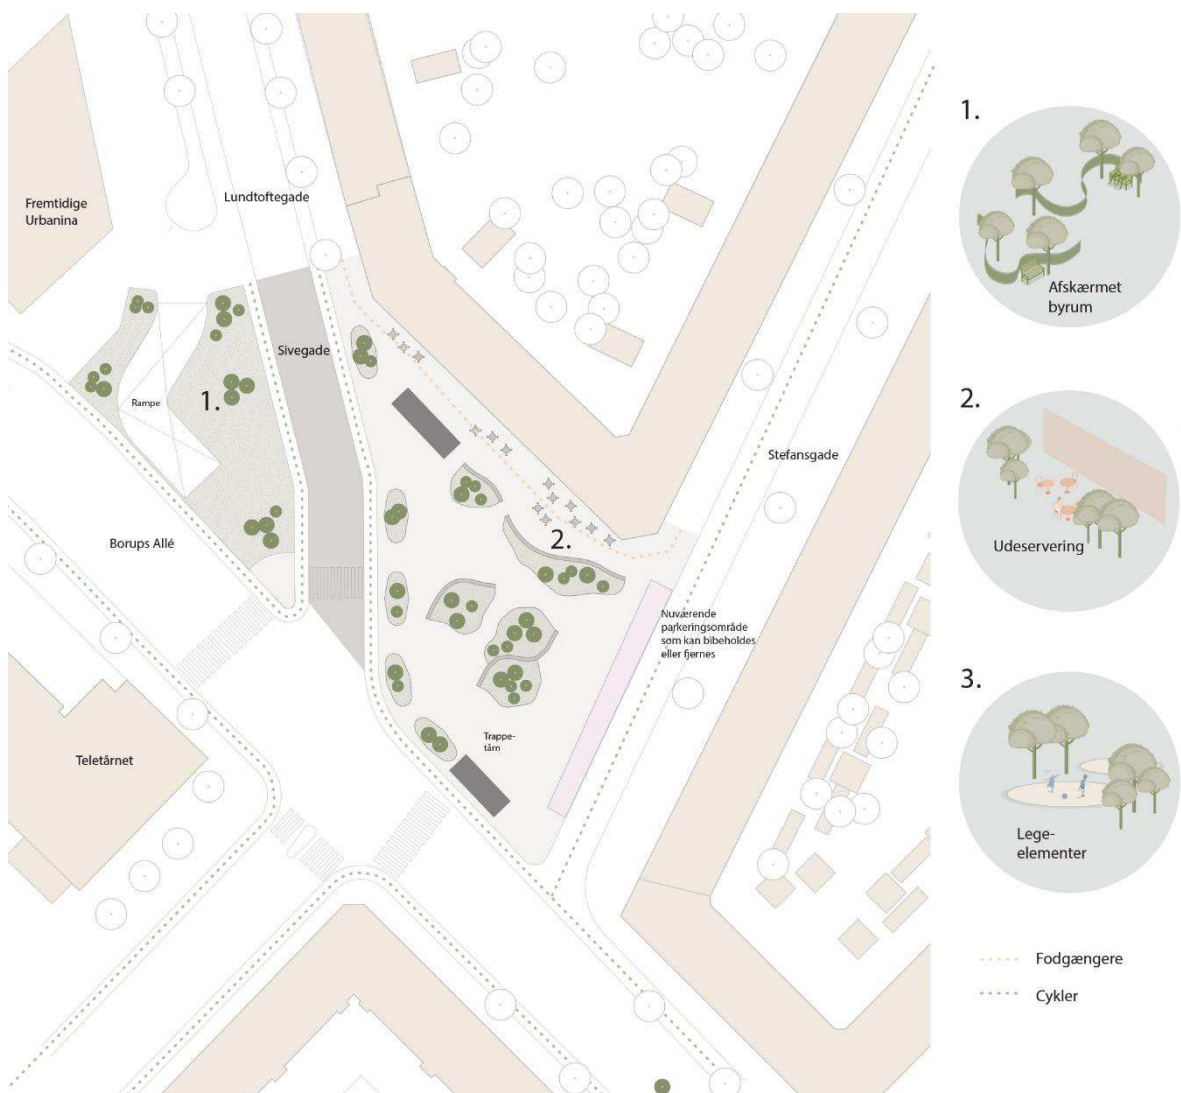 Lundtoftegade
Fremtidige
Urbanina
Sivegade
Rampe
1.
Stefansgade
Borups Allé
2.
Nuværende
parkeringsområde
søm kan bibeholdes
eller fjernes
Teletårnet
Trappe-
tårn
1.
Afskærmet
byrum
2.
Udeservering
3.
Lege-
elementer
Fodgængere
Cykler